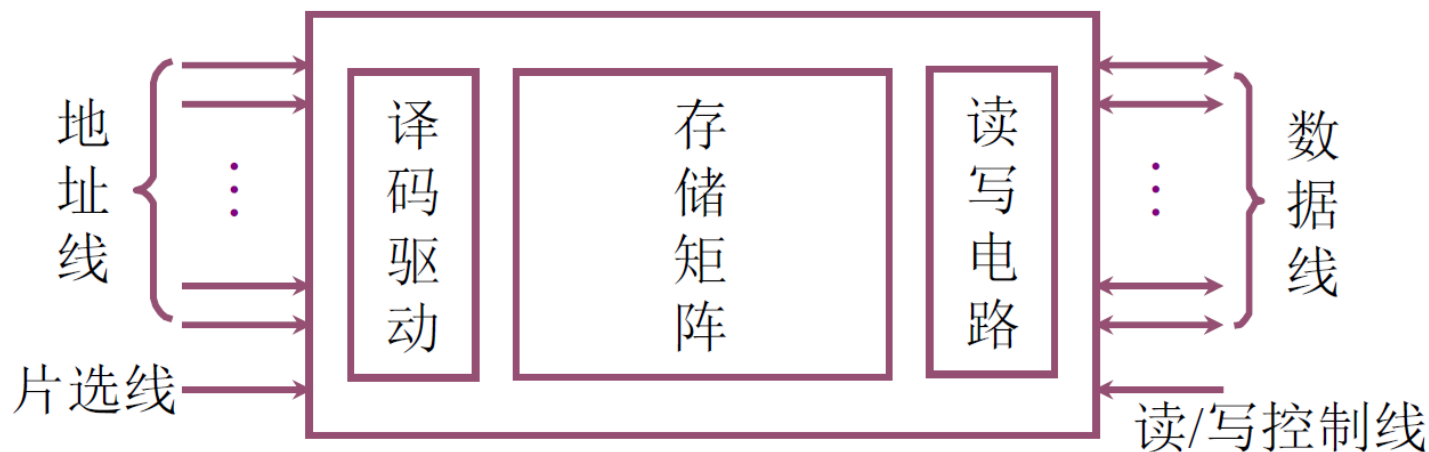 地址线
译码驱动
存储矩阵
读写电路
数据线
片选线
读/写控制线